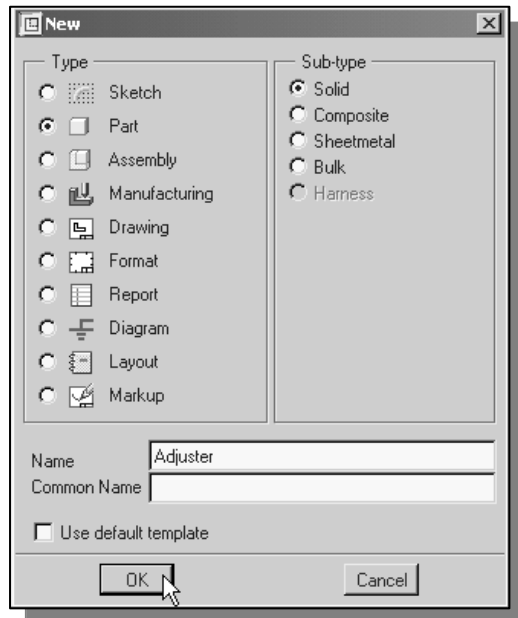 New
Type
Sketch
Part
Assembly
Manufacturing
Drawing
Format
Report
Diagram
Layout
Markup
Sub-type
Solid
Composite
Sheetmetal
Bulk
Harness
Name Adjuster
Common Name
Use default template
OK Cancel